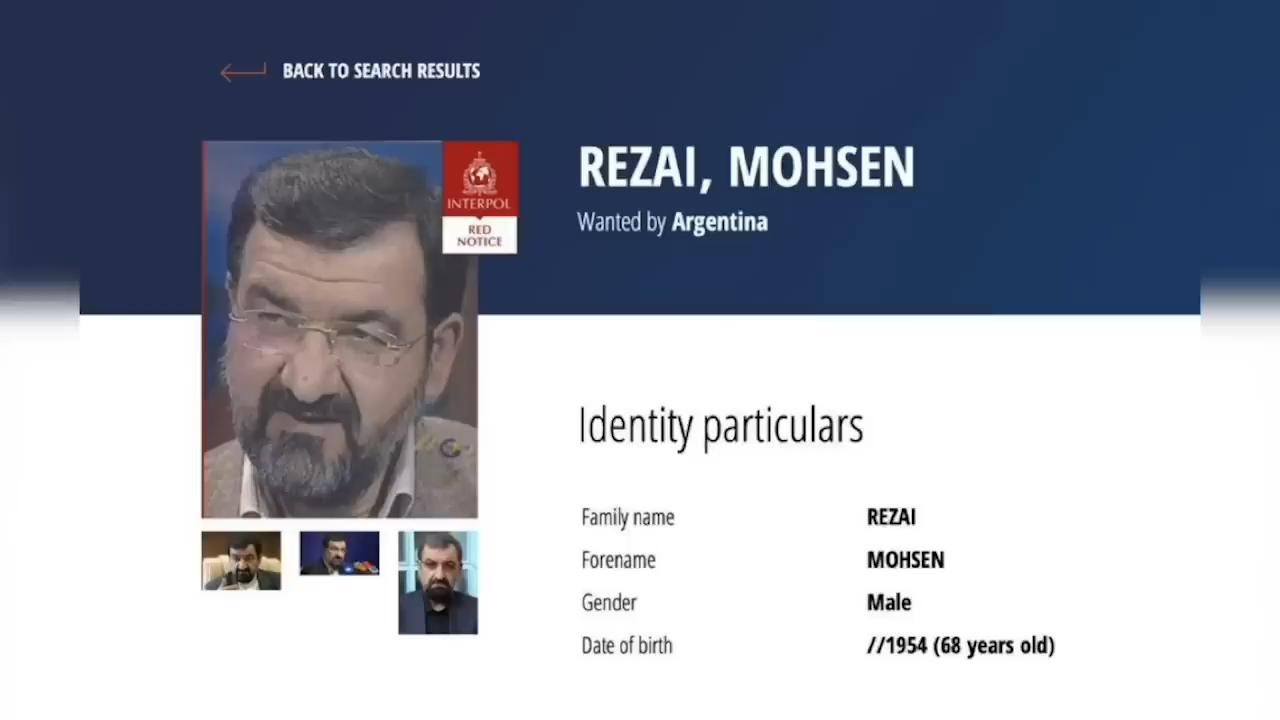 BACK TO SEARCH RESULTS
INTERPOL
RED
NOTICE
REZAI, MOHSEN
Wanted by Argentina
Identity particulars
Family name REZAI
Forename MOHSEN
Gender Male
Date of birth //1954 (68 years old)